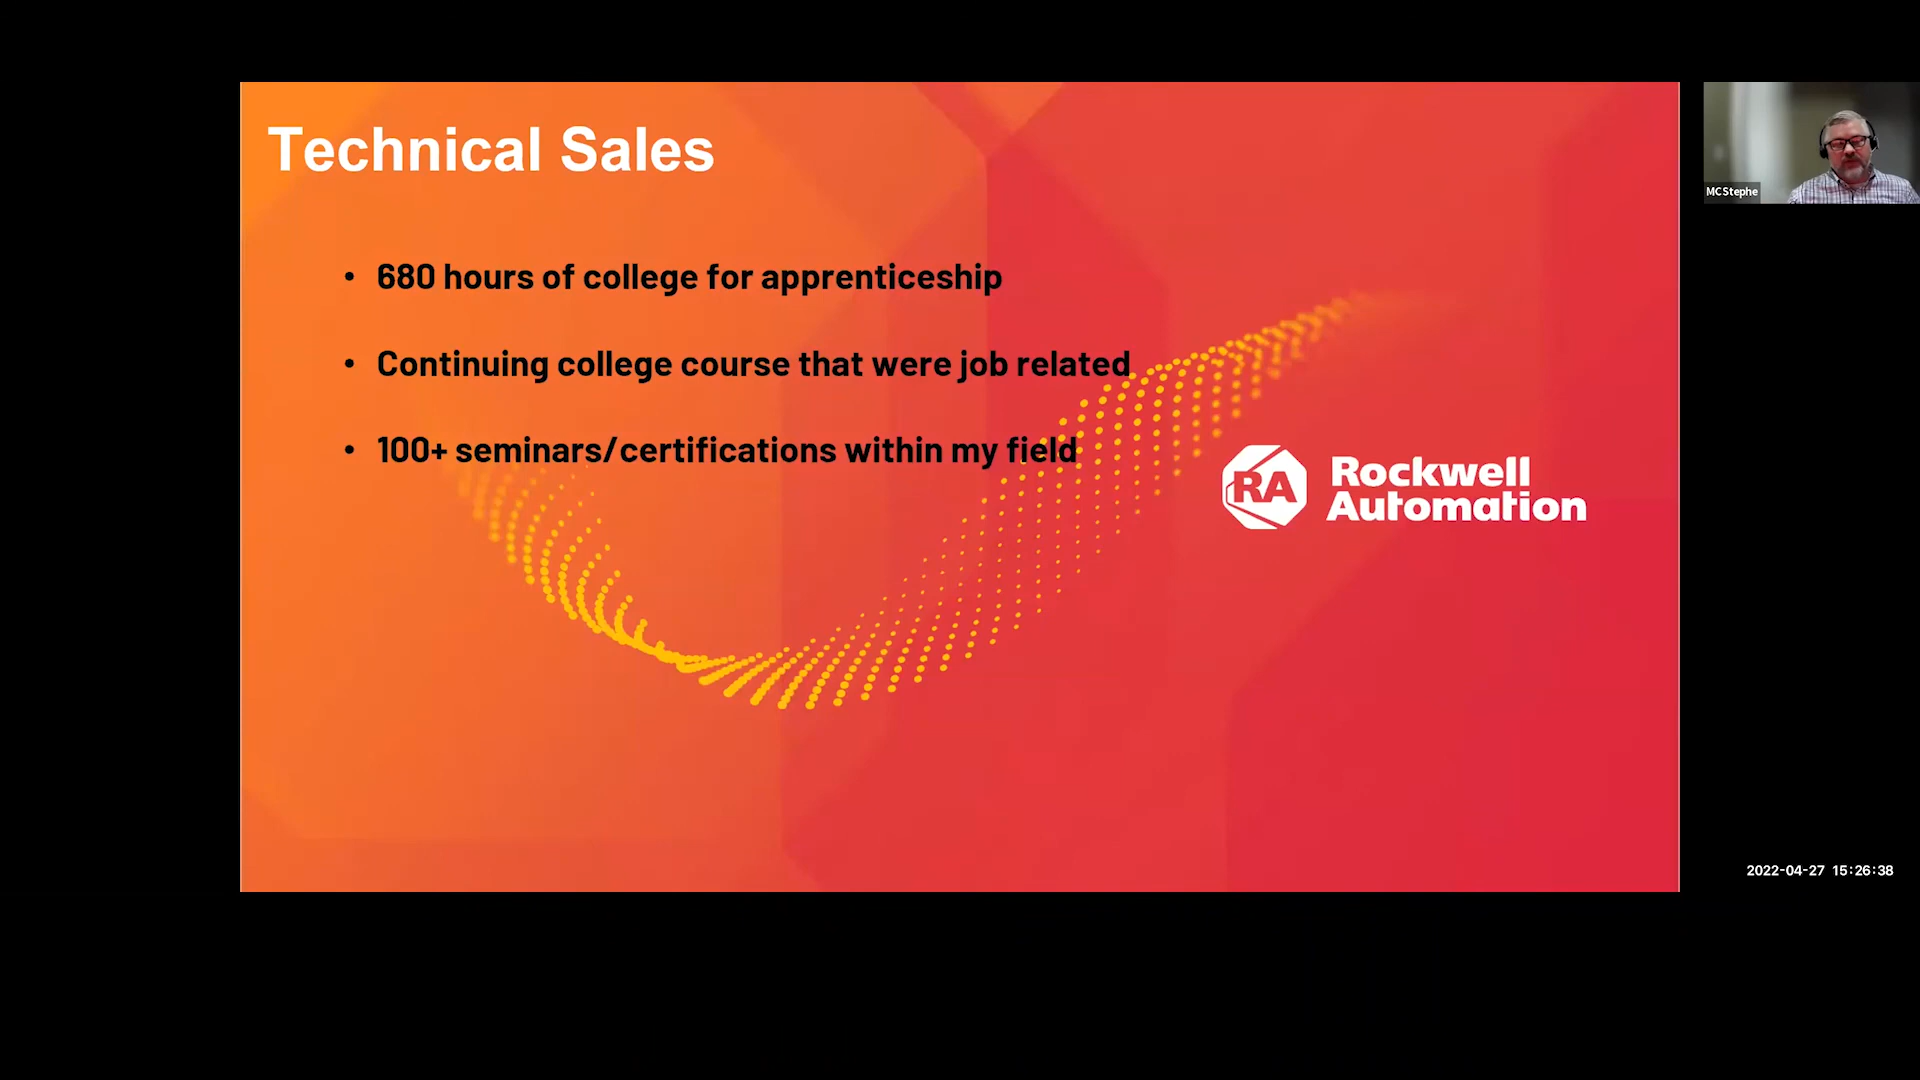 Technical Sales
• 680 hours of college for apprenticeship
• Continuing college course that were job related
• 100+ seminars/certifications within my field
RA Rockwell
Automation
MCStephe
2022-04-27 15:26:38